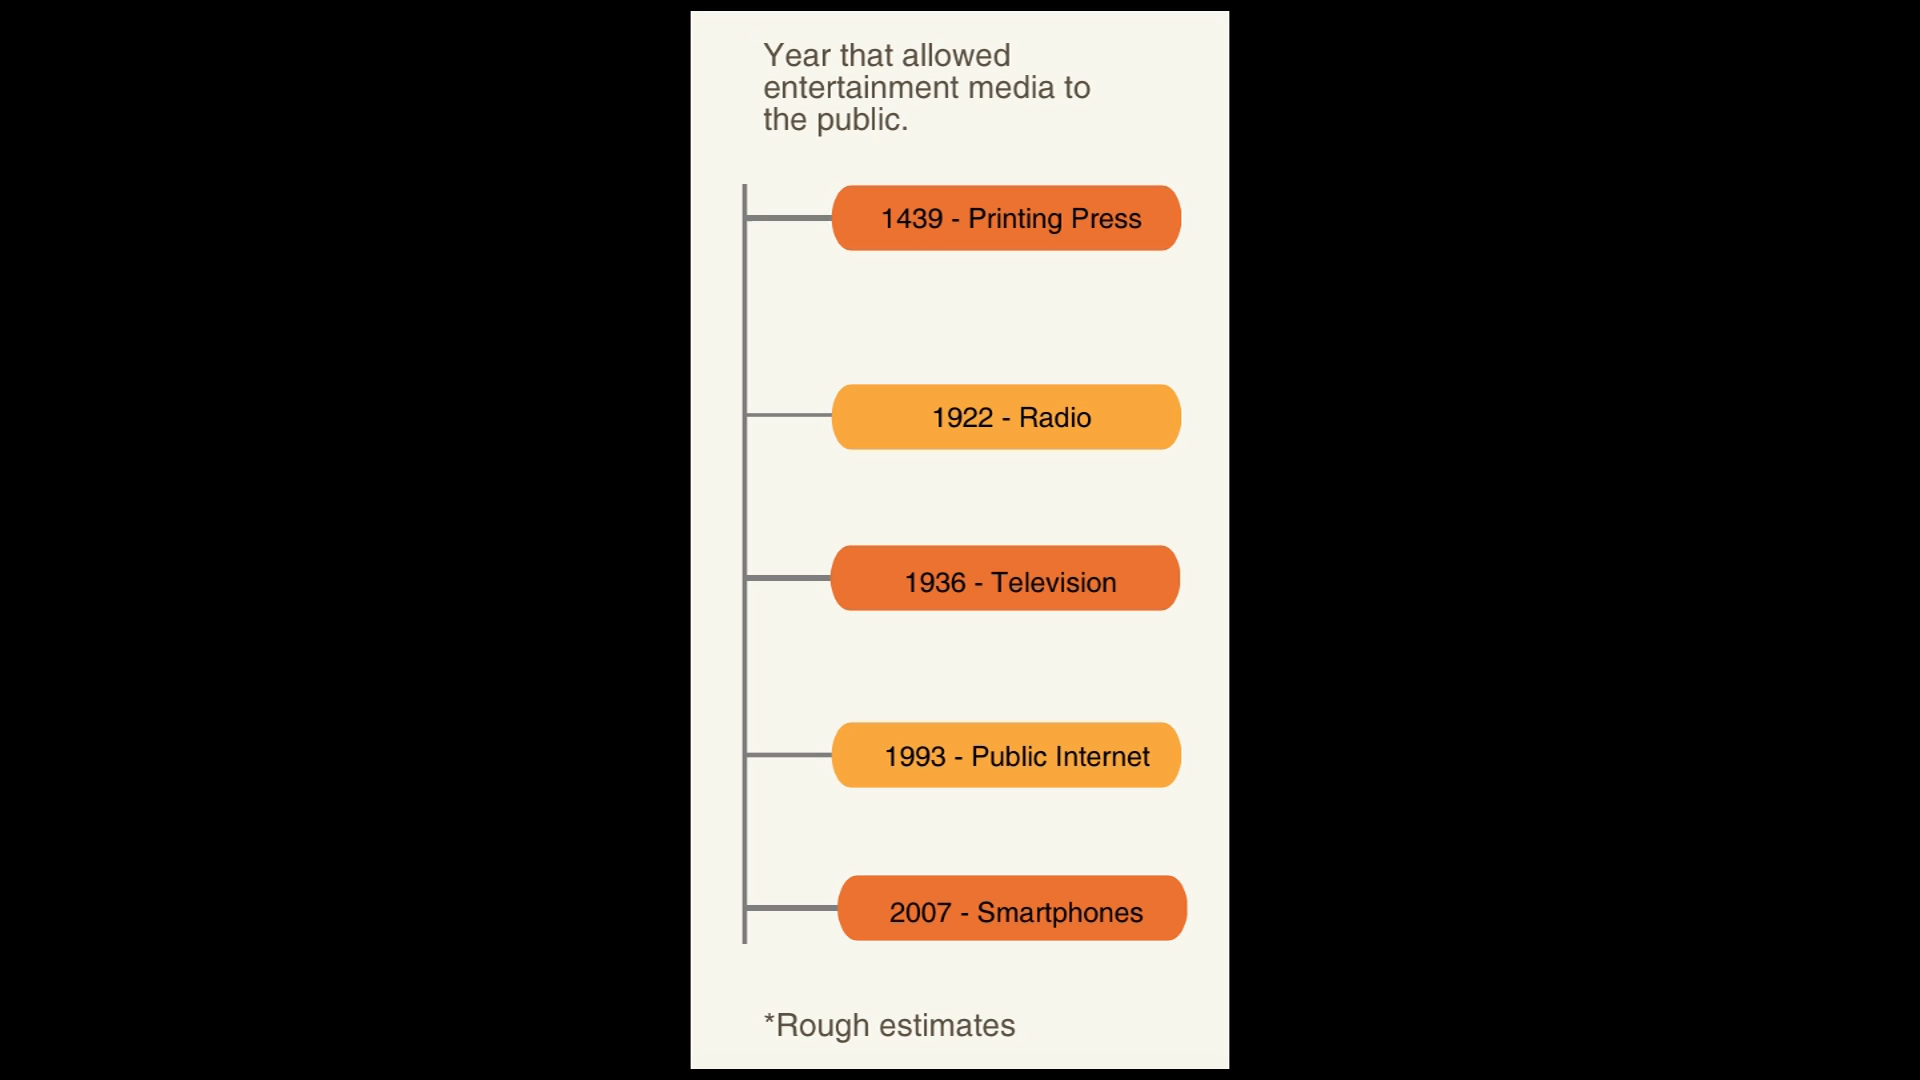 Year that allowed
entertainment media to
the public.
1439 - Printing Press
1922 - Radio
1936 - Television
1993 - Public Internet
2007 - Smartphones
*Rough estimates